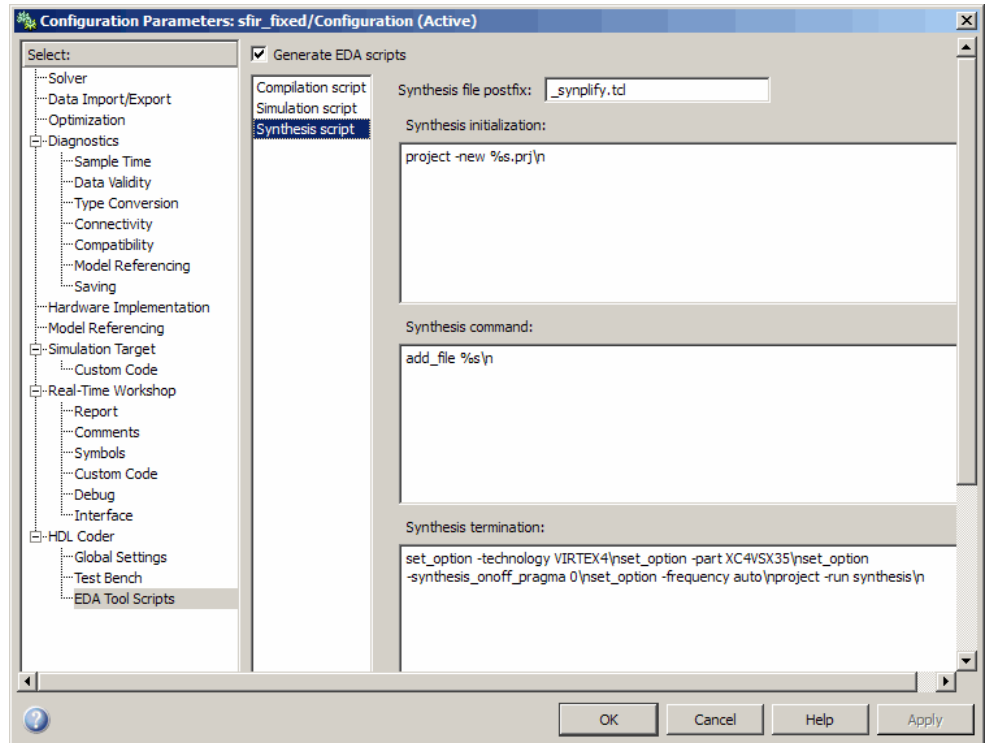 Configuration Parameters: sfir_fixed/Configuration (Active)
Select:
Solver
Data Import/Export
Optimization
Diagnostics
Sample Time
Data Validity
Type Conversion
Connectivity
Compatibility
Model Referencing
Saving
Hardware Implementation
Model Referencing
Simulation Target
Custom Code
Real-Time Workshop
Report
Comments
Symbols
Custom Code
Debug
Interface
HDL Coder
Global Settings
Test Bench
EDA Tool Scripts
Generate EDA scripts
Compilation script
Simulation script
Synthesis script
Synthesis file postfix: _synplify.tcl
Synthesis initialization:
project -new %s.prj\n
Synthesis command:
add_file %s\n
Synthesis termination:
set_option -technology VIRTEX4\nset_option -part XC4VSX35\nset_option
-synthesis_onoff_pragma 0\nset_option -frequency auto\nproject -run synthesis\n
OK
Cancel
Help
Apply